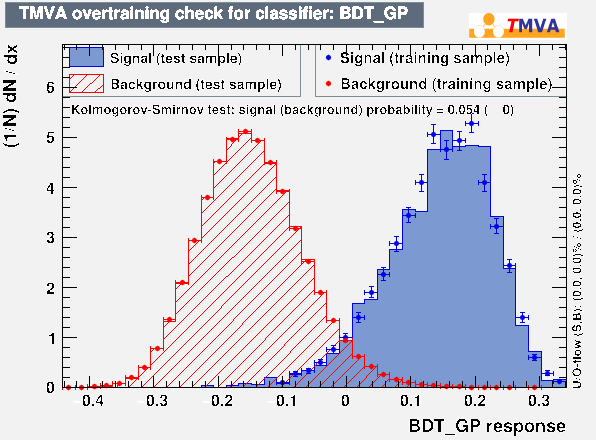 TMVA overtraining check for classifier: BDT_GP
TMVA
Signal (test sample)
Background (test sample)
Signal (training sample)
Background (training sample)
Kolmogorov-Smirnov test: signal (background) probability = 0.054 ( 0)
(1/N) dN / dx
0
1
2
3
4
5
6
-0.4 -0.3 -0.2 -0.1 0 0.1 0.2 0.3
BDT_GP response
U/O-flow (S,B): (0.0, 0.0)% / (0.0, 0.0)%